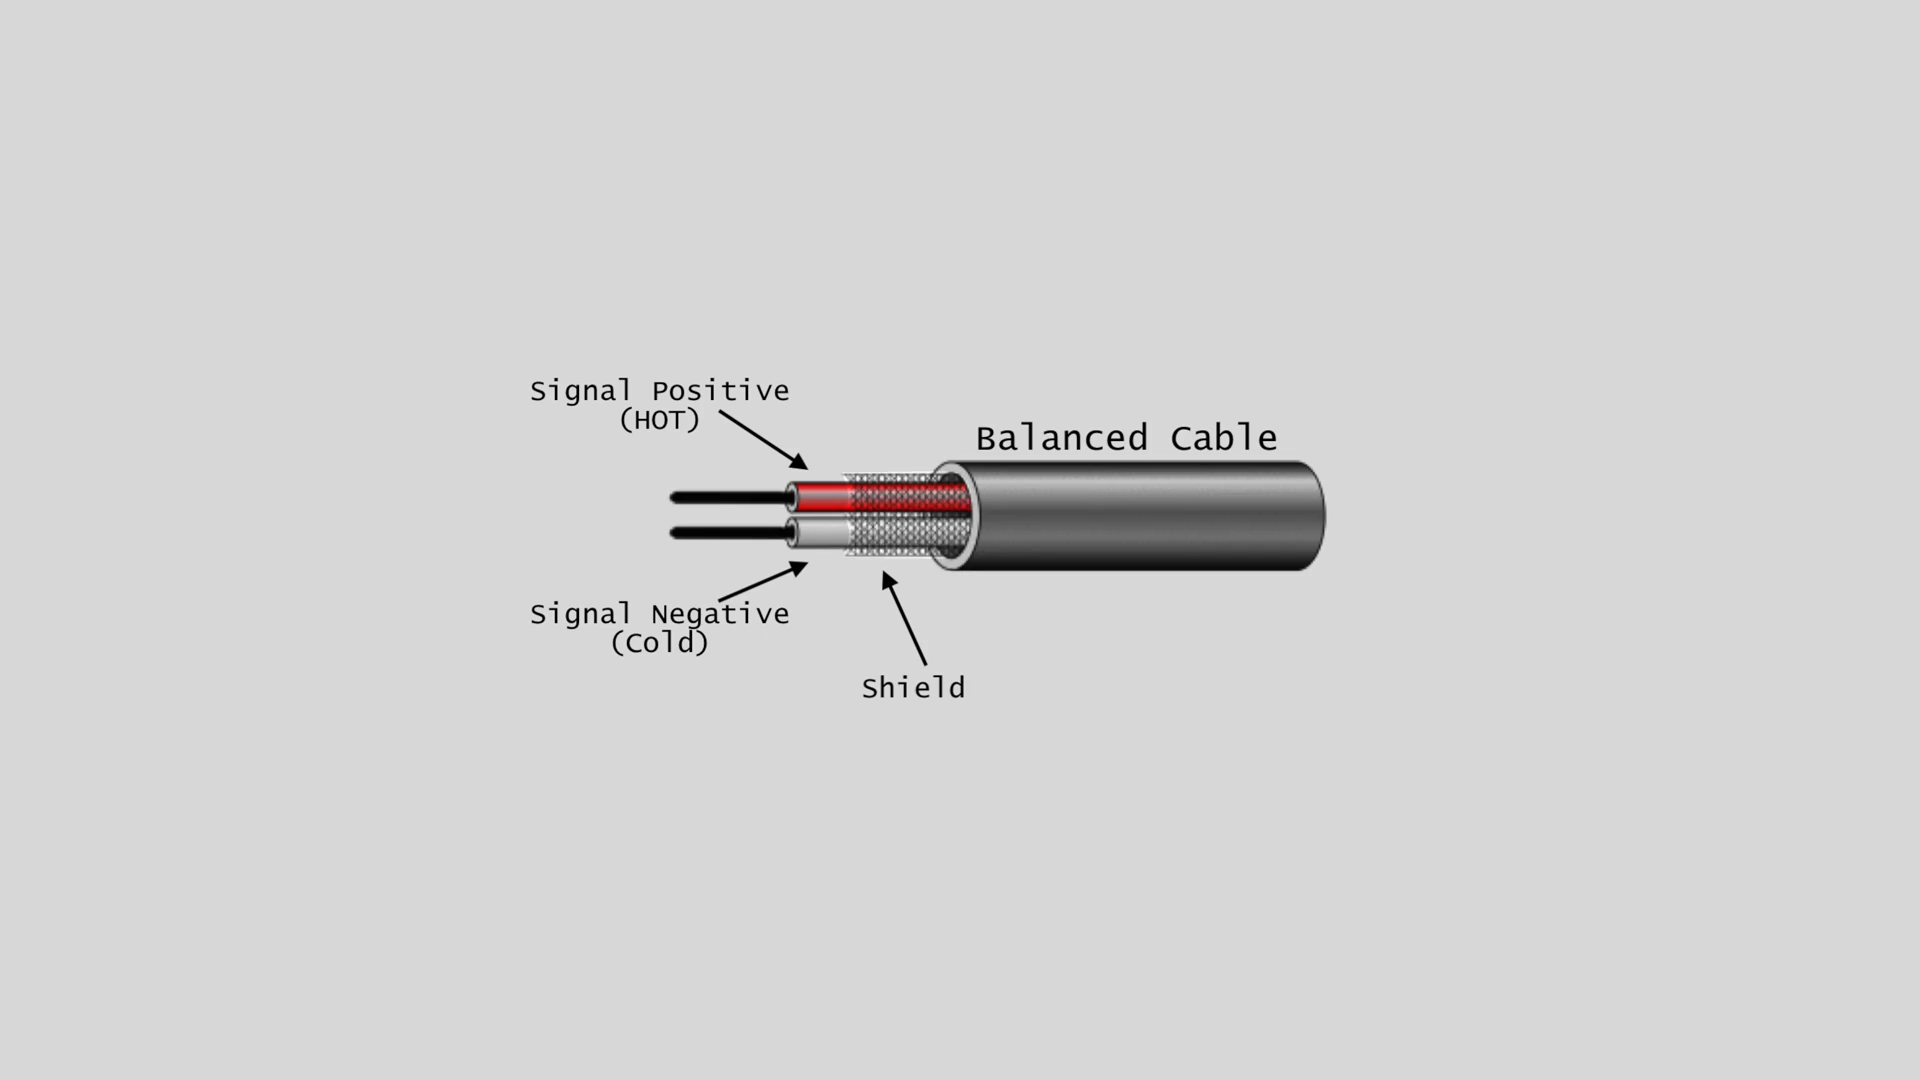 Signal Positive
(HOT)
Balanced Cable
Signal Negative
(Cold)
Shield